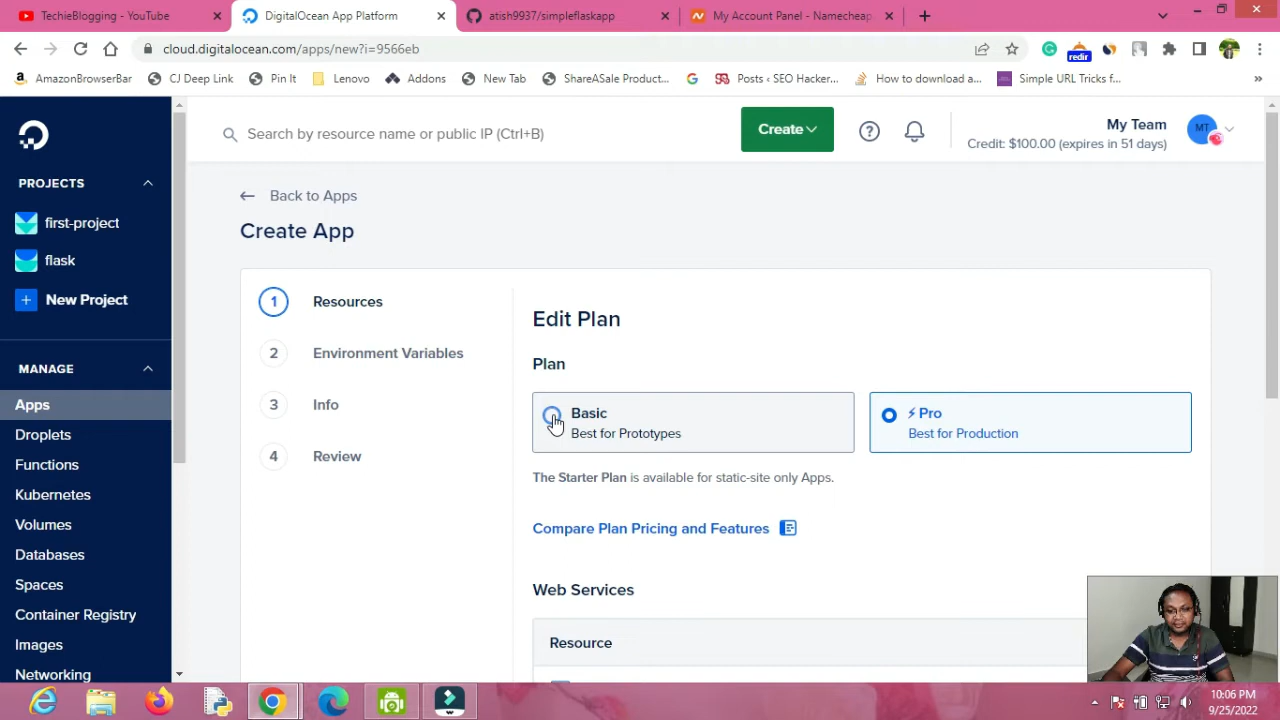 TechieBlogging - YouTube
DigitalOcean App Platform
atish9937/simpleflaskapp
My Account Panel - Namecheap
cloud.digitalocean.com/apps/new?i=9566eb
redir
AmazonBrowserBar
CJ Deep Link
Pin It
Lenovo
Addons
New Tab
ShareASale Product...
Posts ‹ SEO Hacker...
How to download a...
Simple URL Tricks f...
Search by resource name or public IP (Ctrl+B)
Create
My Team
Credit: $100.00 (expires in 51 days)
MT
PROJECTS
first-project
flask
New Project
MANAGE
Apps
Droplets
Functions
Kubernetes
Volumes
Databases
Spaces
Container Registry
Images
Networking
Back to Apps
Create App
1 Resources
2 Environment Variables
3 Info
4 Review
Edit Plan
Plan
Basic
Best for Prototypes
Pro
Best for Production
The Starter Plan is available for static-site only Apps.
Compare Plan Pricing and Features
Web Services
Resource
10:06 PM
9/25/2022